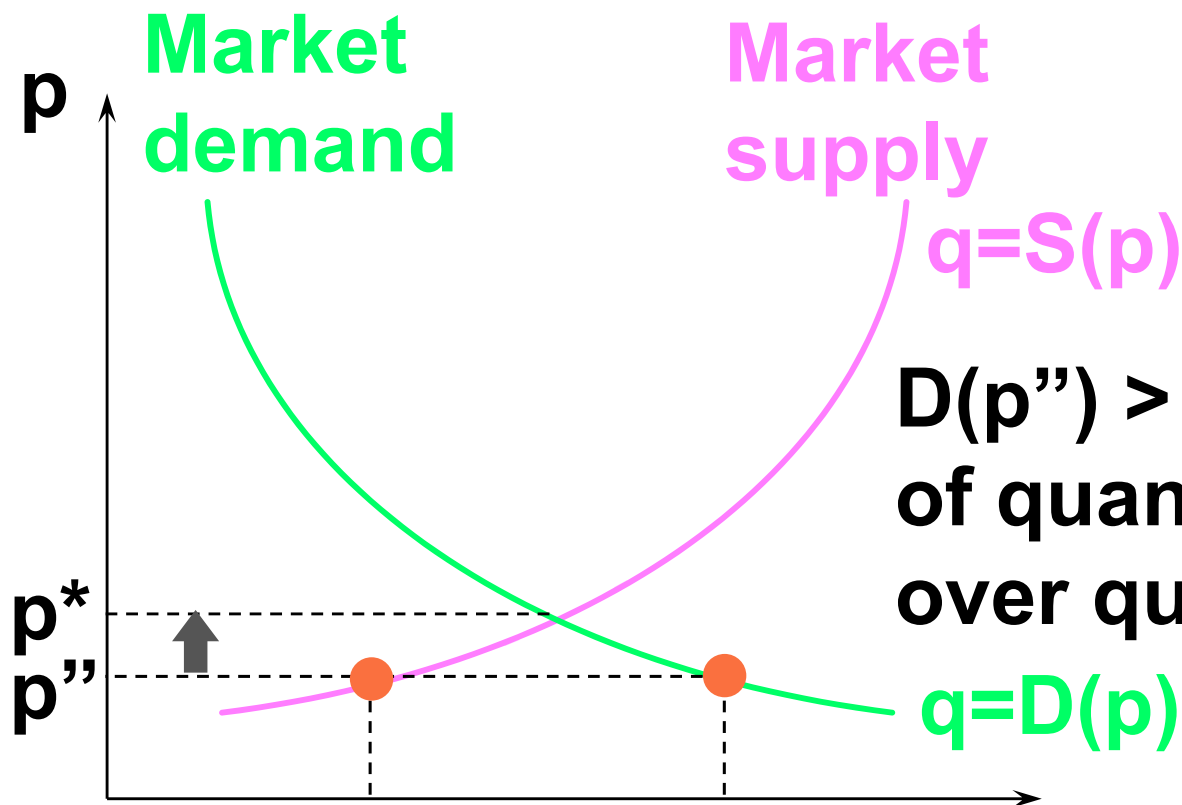 Market
demand
Market
supply
p
q=S(p)
D(p”) >
of quan
over qu
p*
p”
q=D(p)